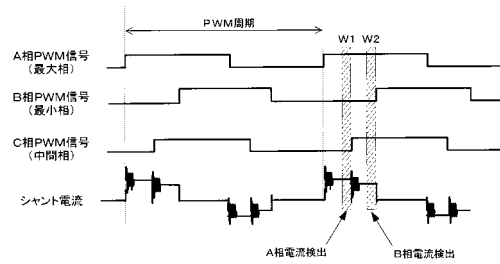 PWM周期
W1 W2
A相PWM信号
(最大相)
B相PWM信号
(最小相)
C相PWM信号
(中間相)
シャント電流
A相電流検出
B相電流検出